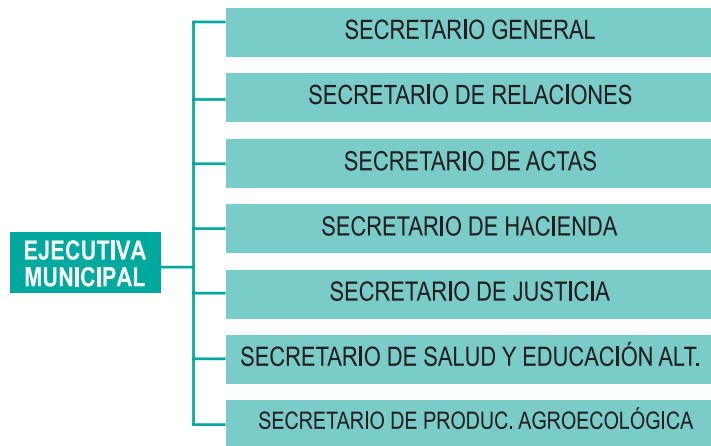 SECRETARIO GENERAL
SECRETARIO DE RELACIONES
SECRETARIO DE ACTAS
SECRETARIO DE HACIENDA
EJECUTIVA
MUNICIPAL
SECRETARIO DE JUSTICIA
SECRETARIO DE SALUD Y EDUCACIÓN ALT.
SECRETARIO DE PRODUC. AGROECOLÓGICA